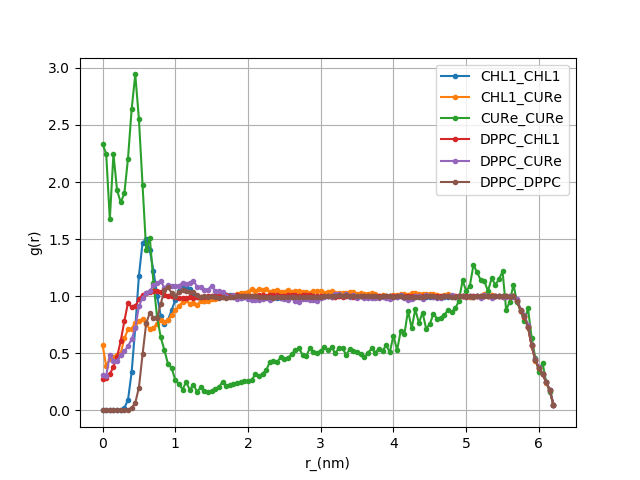 3.0
2.5
2.0
1.5
1.0
0.5
0.0
g(r)
CHL1_CHL1
CHL1_CURe
CURe_CURe
DPPC_CHL1
DPPC_CURe
DPPC_DPPC
0 1 2 3 4 5 6
r_(nm)